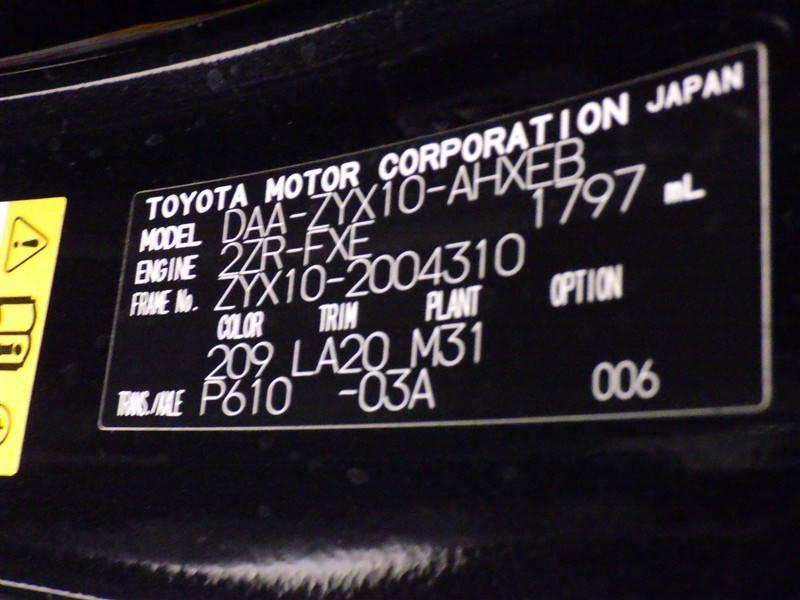 TOYOTA MOTOR CORPORATION JAPAN
MODEL DAA-ZYX10-AHXEB
ENGINE 2ZR-FXE 1797 mL
FRAME No. ZYX10-2004310
COLOR TRIM PLANT OPTION
209 LA20 M31
TRANS./AXLE P610 -03A 006